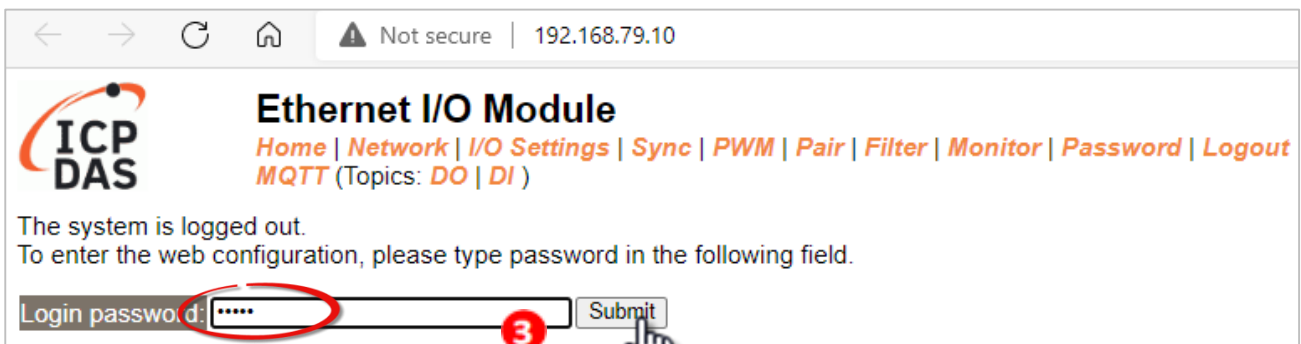 Not secure | 192.168.79.10
ICP
DAS
Ethernet I/O Module
Home | Network | I/O Settings | Sync | PWM | Pair | Filter | Monitor | Password | Logout
MQTT (Topics: DO | DI )
The system is logged out.
To enter the web configuration, please type password in the following field.
Login password: ••••• Submit
3